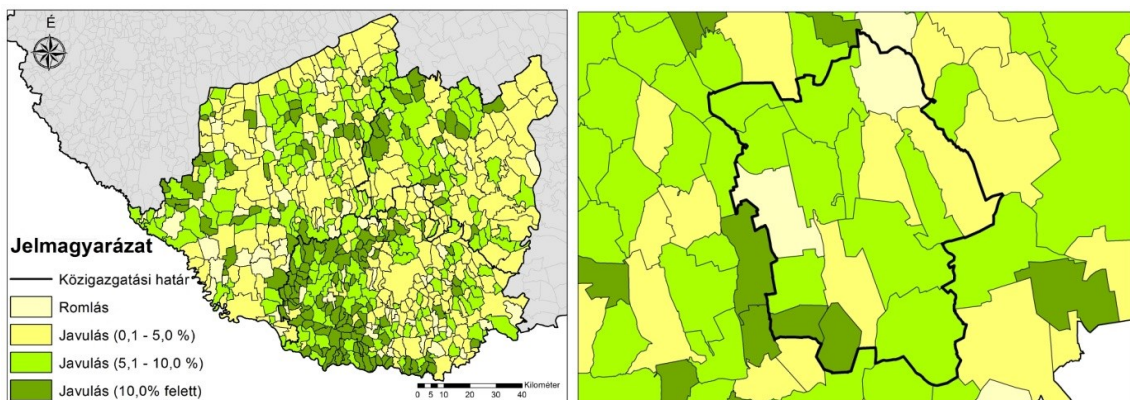 É
Jelmagyarázat
Közigazgatási határ
Romlás
Javulás (0,1 - 5,0 %)
Javulás (5,1 - 10,0 %)
Javulás (10,0% felett)
Kilométer
0 5 10 20 30 40